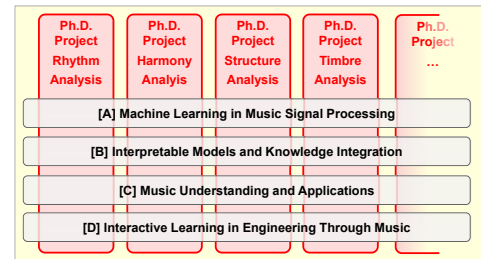 Ph.D.
Project
Rhythm
Analysis
Ph.D.
Project
Harmony
Analyis
Ph.D.
Project
Structure
Analysis
Ph.D.
Project
Timbre
Analysis
Ph.D.
Project
...
[A] Machine Learning in Music Signal Processing
[B] Interpretable Models and Knowledge Integration
[C] Music Understanding and Applications
[D] Interactive Learning in Engineering Through Music